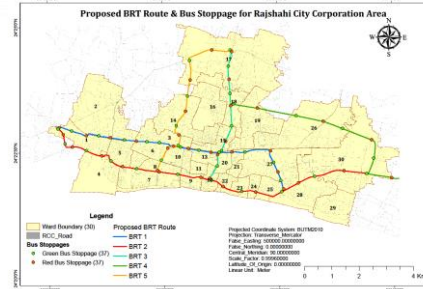 Proposed BRT Route & Bus Stoppage for Rajshahi City Corporation Area
N
W E
S
17
2
16
18
14
19
26
3
1
10
13
15
5
8
20
21
27
30
6
7
9
11
22
23
24
25
28
29
Legend
Ward Boundary (30)
RCC_Road
Bus Stoppages
Green Bus Stoppage (37)
Red Bus Stoppage (37)
Proposed BRT Route
BRT 1
BRT 2
BRT 3
BRT 4
BRT 5
Projected Coordinate System: BUTM2010
Projection: Transverse_Mercator
False_Easting: 500000.00000000
False_Northing: 0.00000000
Central_Meridian: 90.00000000
Scale_Factor: 0.99960000
Latitude_Of_Origin: 0.00000000
Linear Unit: Meter
0 1 2 4